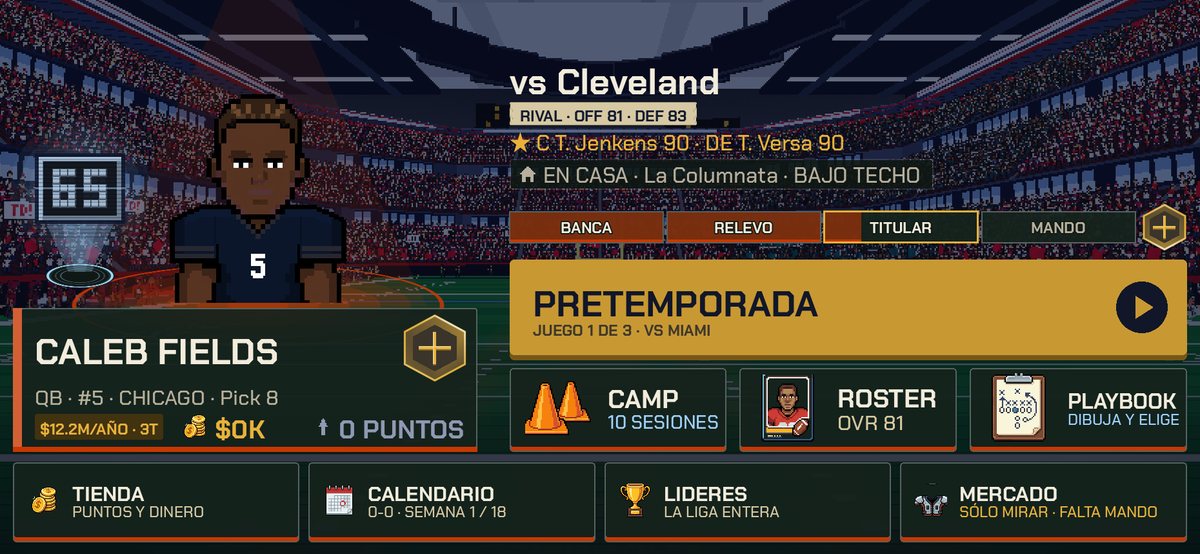 vs Cleveland
RIVAL · OFF 81 · DEF 83
★ C T. Jenkens 90 · DE T. Versa 90
EN CASA · La Columnata · BAJO TECHO
65
TD!
5
BANCA
RELEVO
TITULAR
MANDO
PRETEMPORADA
JUEGO 1 DE 3 · VS MIAMI
CALEB FIELDS
QB · #5 · CHICAGO · Pick 8
$12.2M/AÑO · 3T
$0K
0 PUNTOS
CAMP
10 SESIONES
ROSTER
OVR 81
PLAYBOOK
DIBUJA Y ELIGE
TIENDA
PUNTOS Y DINERO
CALENDARIO
0-0 · SEMANA 1 / 18
LIDERES
LA LIGA ENTERA
MERCADO
SÓLO MIRAR · FALTA MANDO